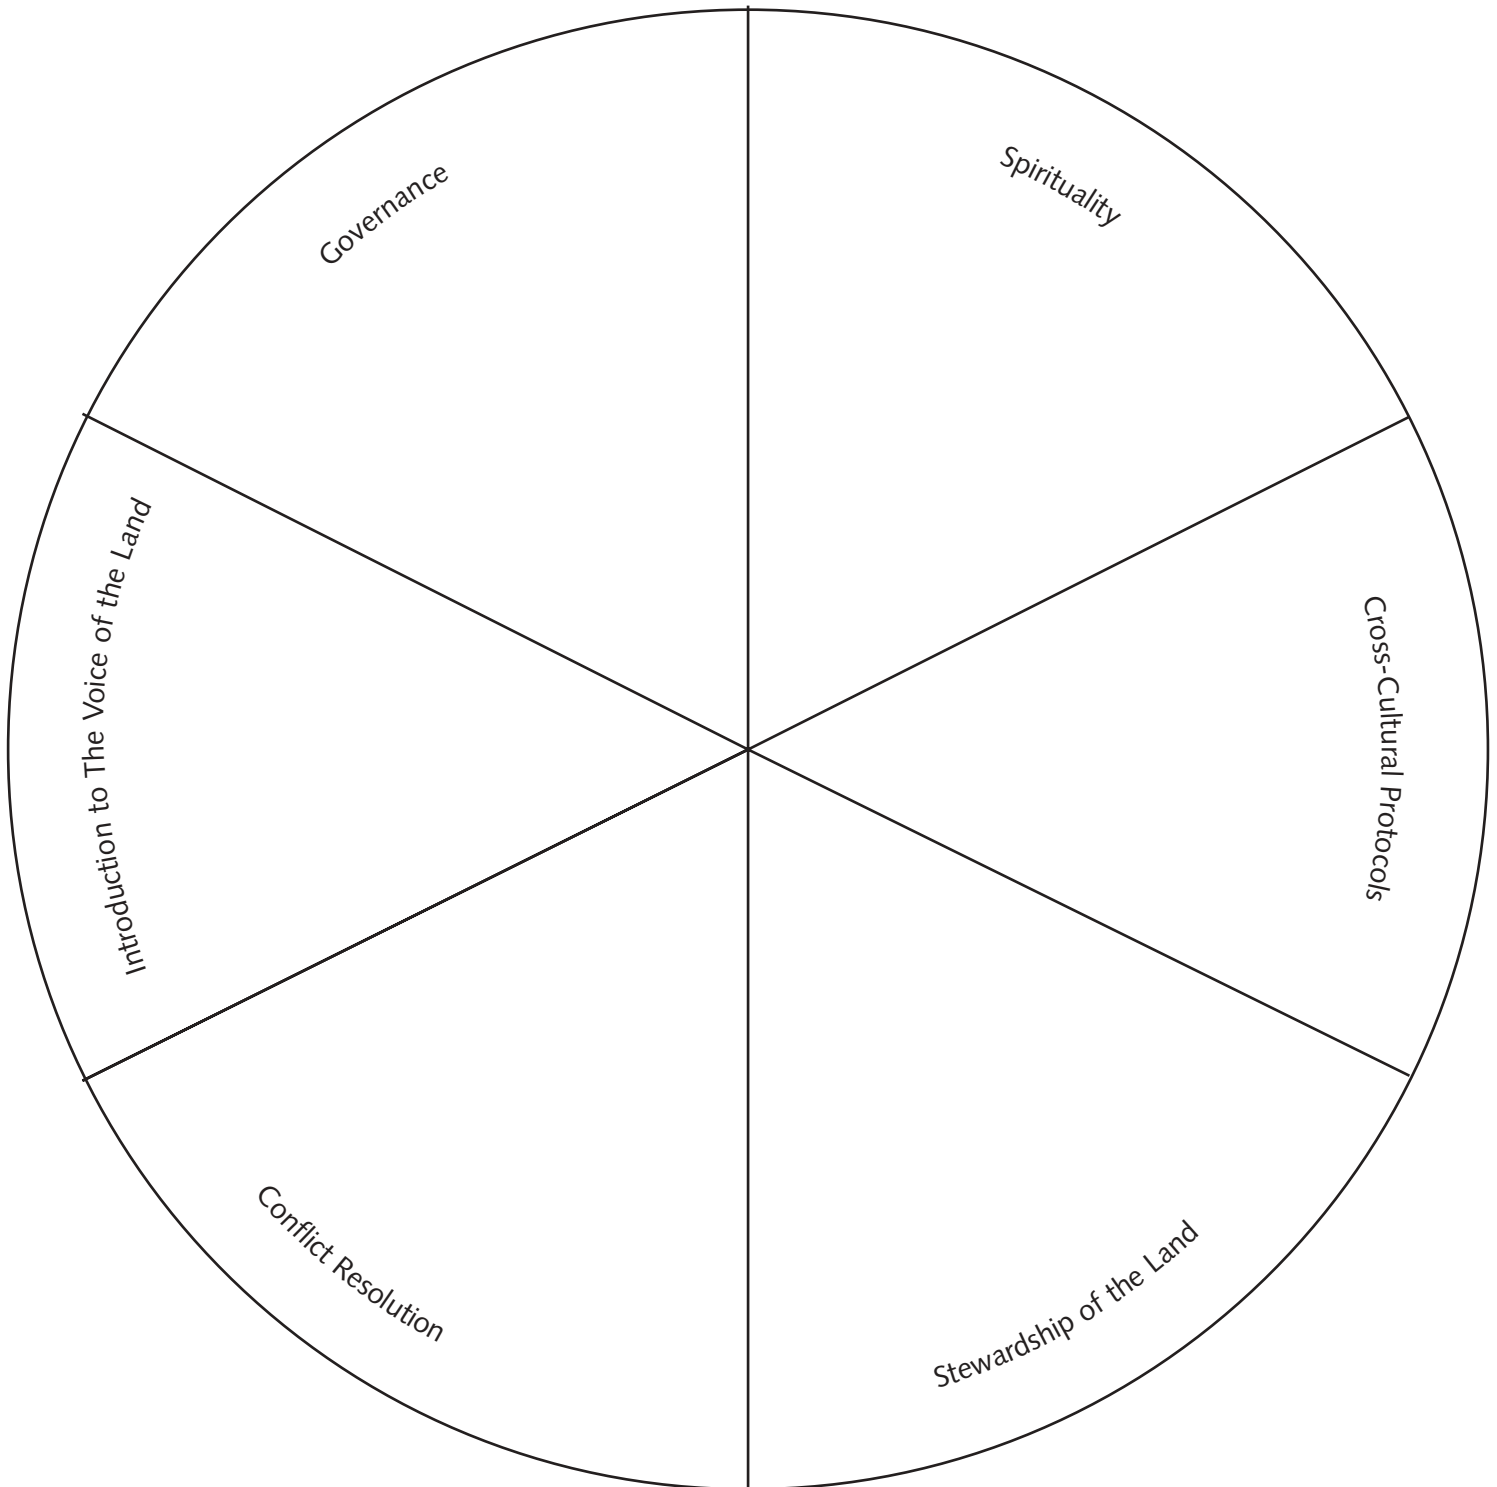 Governance
Spirituality
Introduction to The Voice of the Land
Cross-Cultural Protocols
Conflict Resolution
Stewardship of the Land